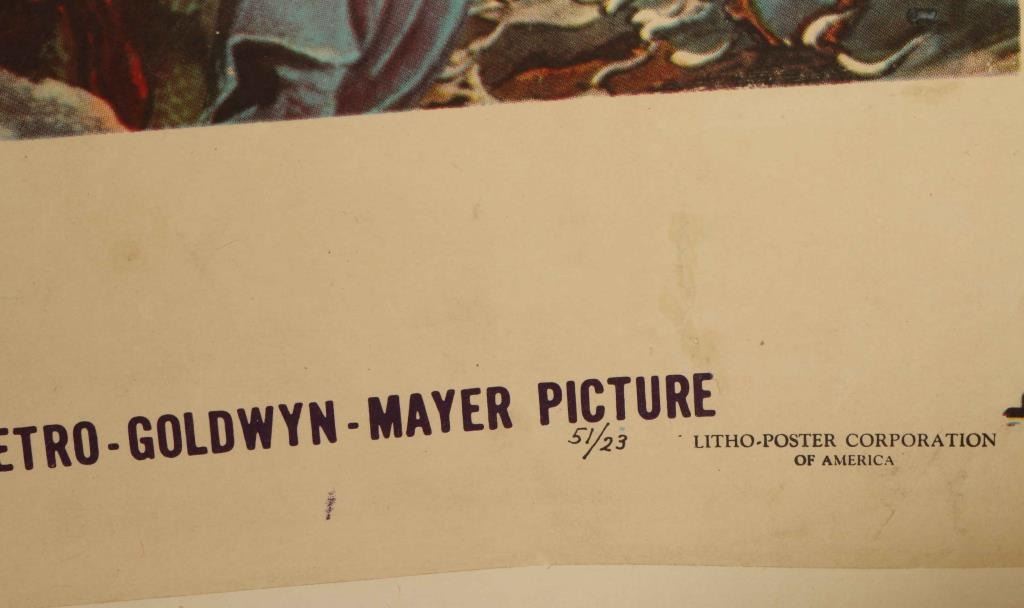 ETRO-GOLDWYN-MAYER PICTURE
51/23
LITHO-POSTER CORPORATION
OF AMERICA